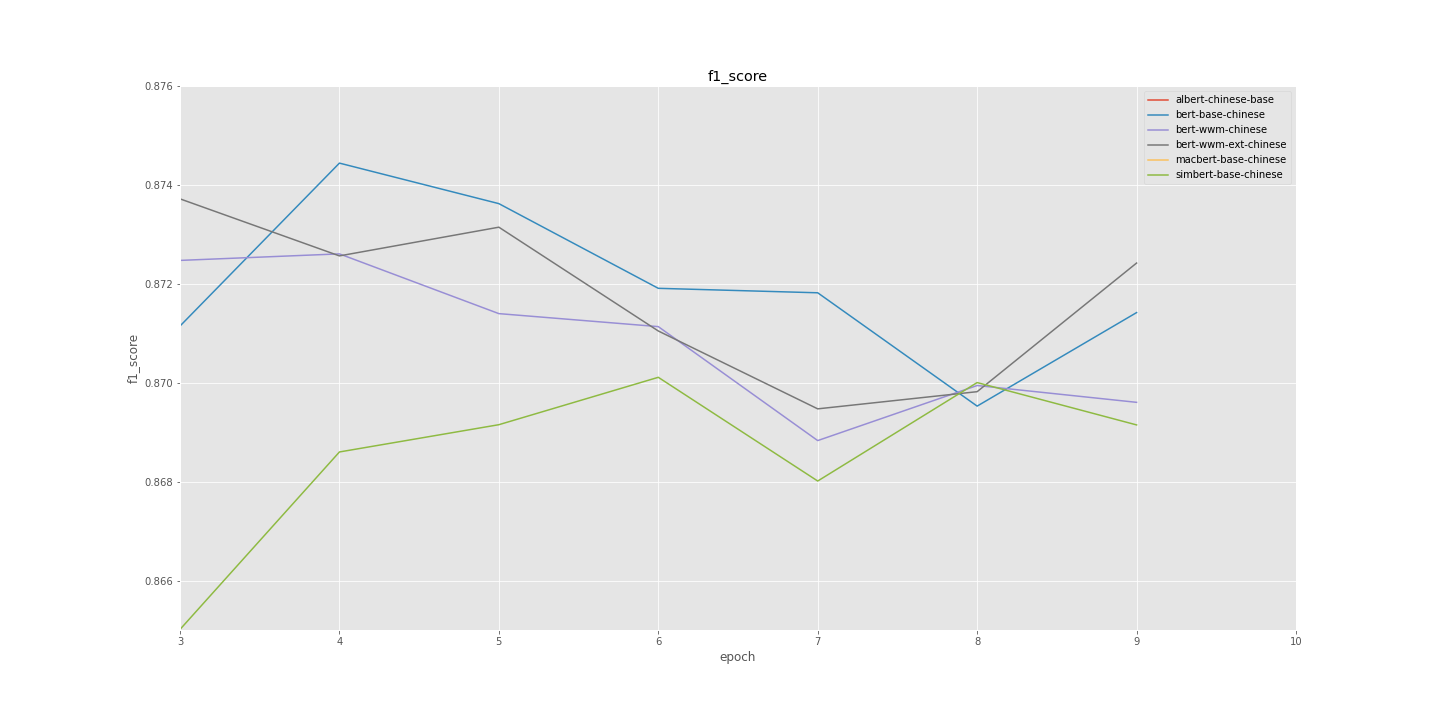 f1_score
0.876
0.874
0.872
0.870
0.868
0.866
f1_score
albert-chinese-base
bert-base-chinese
bert-wwm-chinese
bert-wwm-ext-chinese
macbert-base-chinese
simbert-base-chinese
3 4 5 6 7 8 9 10
epoch